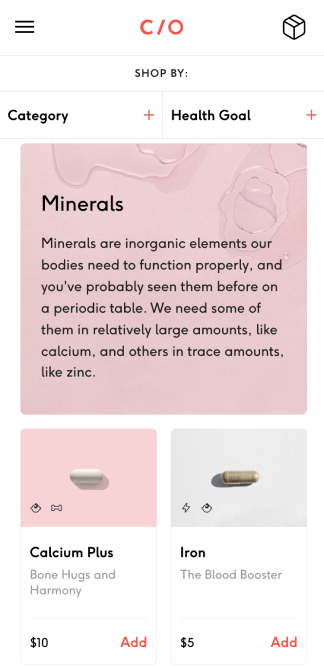 C/O
SHOP BY:
Category +
Health Goal +
Minerals
Minerals are inorganic elements our
bodies need to function properly, and
you've probably seen them before on
a periodic table. We need some of
them in relatively large amounts, like
calcium, and others in trace amounts,
like zinc.
Calcium Plus
Bone Hugs and
Harmony
$10 Add
Iron
The Blood Booster
$5 Add